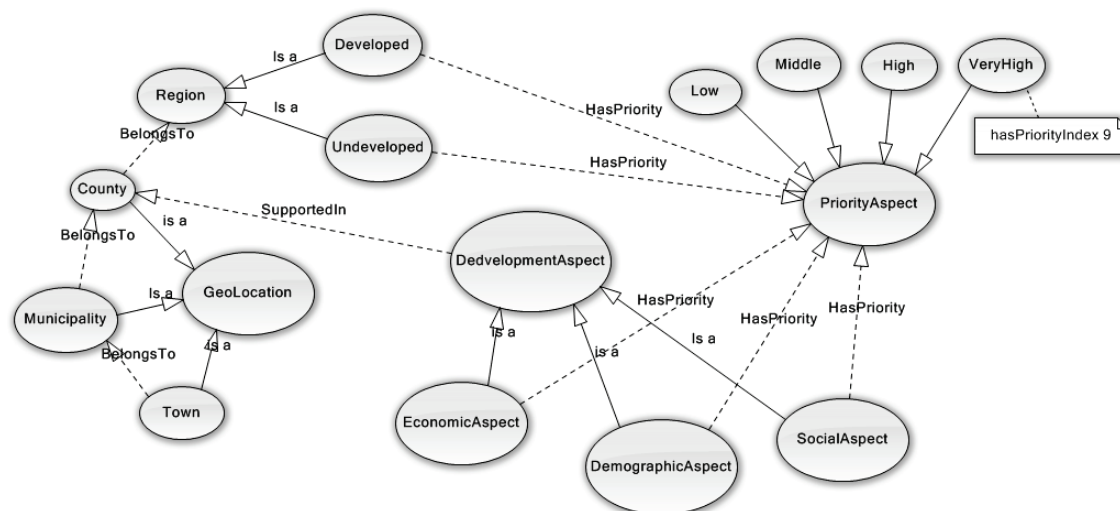 Developed
Is a
Region
Is a
BelongsTo
Undeveloped
HasPriority
HasPriority
Low
Middle
High
VeryHigh
hasPriorityIndex 9
PriorityAspect
County
is a
SupportedIn
BelongsTo
DedvelopmentAspect
GeoLocation
Is a
Municipality
BelongsTo
is a
Town
HasPriority
HasPriority
HasPriority
is a
is a
Is a
EconomicAspect
DemographicAspect
SocialAspect